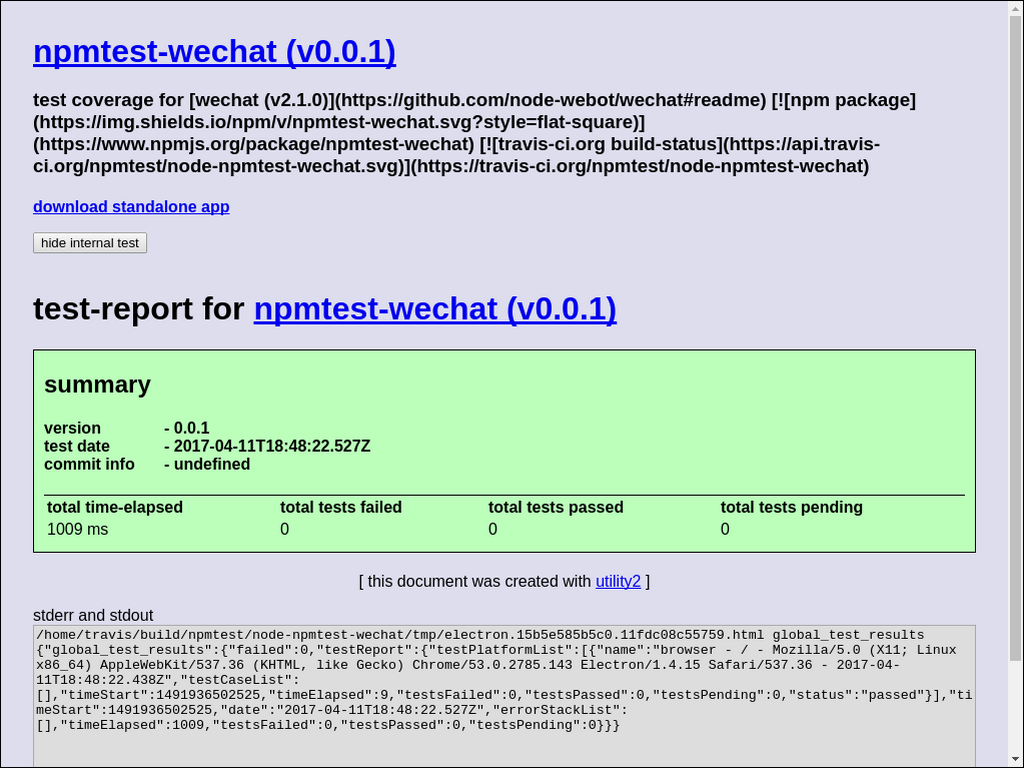 npmtest-wechat (v0.0.1)
test coverage for [wechat (v2.1.0)](https://github.com/node-webot/wechat#readme) [![npm package]
(https://img.shields.io/npm/v/npmtest-wechat.svg?style=flat-square)]
(https://www.npmjs.org/package/npmtest-wechat) [![travis-ci.org build-status](https://api.travis-
ci.org/npmtest/node-npmtest-wechat.svg)](https://travis-ci.org/npmtest/node-npmtest-wechat)
download standalone app
hide internal test
test-report for npmtest-wechat (v0.0.1)
summary
version - 0.0.1
test date - 2017-04-11T18:48:22.527Z
commit info - undefined
total time-elapsed total tests failed total tests passed total tests pending
1009 ms 0 0 0
[ this document was created with utility2 ]
stderr and stdout
/home/travis/build/npmtest/node-npmtest-wechat/tmp/electron.15b5e585b5c0.11fdc08c55759.html global_test_results
{"global_test_results":{"failed":0,"testReport":{"testPlatformList":[{"name":"browser - / - Mozilla/5.0 (X11; Linux
x86_64) AppleWebKit/537.36 (KHTML, like Gecko) Chrome/53.0.2785.143 Electron/1.4.15 Safari/537.36 - 2017-04-
11T18:48:22.438Z","testCaseList":
[],"timeStart":1491936502525,"timeElapsed":9,"testsFailed":0,"testsPassed":0,"testsPending":0,"status":"passed"}],"ti
meStart":1491936502525,"date":"2017-04-11T18:48:22.527Z","errorStackList":
[],"timeElapsed":1009,"testsFailed":0,"testsPassed":0,"testsPending":0}}}